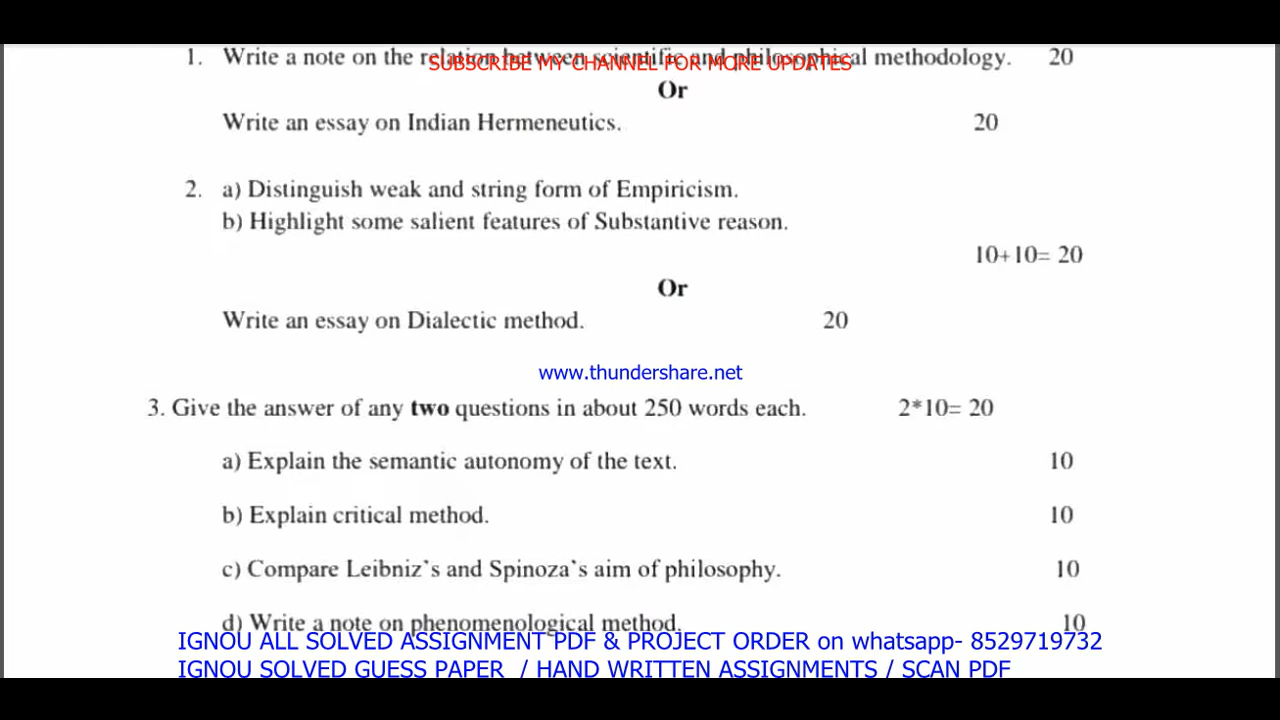 1. Write a note on the relation between scientific and philosophical methodology. 20
SUBSCRIBE MY CHANNEL FOR MORE UPDATES
Or
Write an essay on Indian Hermeneutics. 20
2. a) Distinguish weak and string form of Empiricism.
b) Highlight some salient features of Substantive reason.
10+10= 20
Or
Write an essay on Dialectic method. 20
www.thundershare.net
3. Give the answer of any two questions in about 250 words each. 2*10= 20
a) Explain the semantic autonomy of the text. 10
b) Explain critical method. 10
c) Compare Leibniz`s and Spinoza`s aim of philosophy. 10
d) Write a note on phenomenological method. 10
IGNOU ALL SOLVED ASSIGNMENT PDF & PROJECT ORDER on whatsapp- 8529719732
IGNOU SOLVED GUESS PAPER / HAND WRITTEN ASSIGNMENTS / SCAN PDF